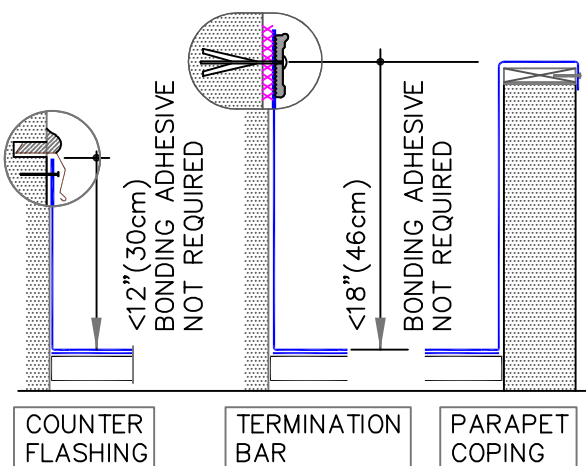 <12”(30cm)
BONDING ADHESIVE
NOT REQUIRED
<18”(46cm)
BONDING ADHESIVE
NOT REQUIRED
COUNTER
FLASHING
TERMINATION
BAR
PARAPET
COPING